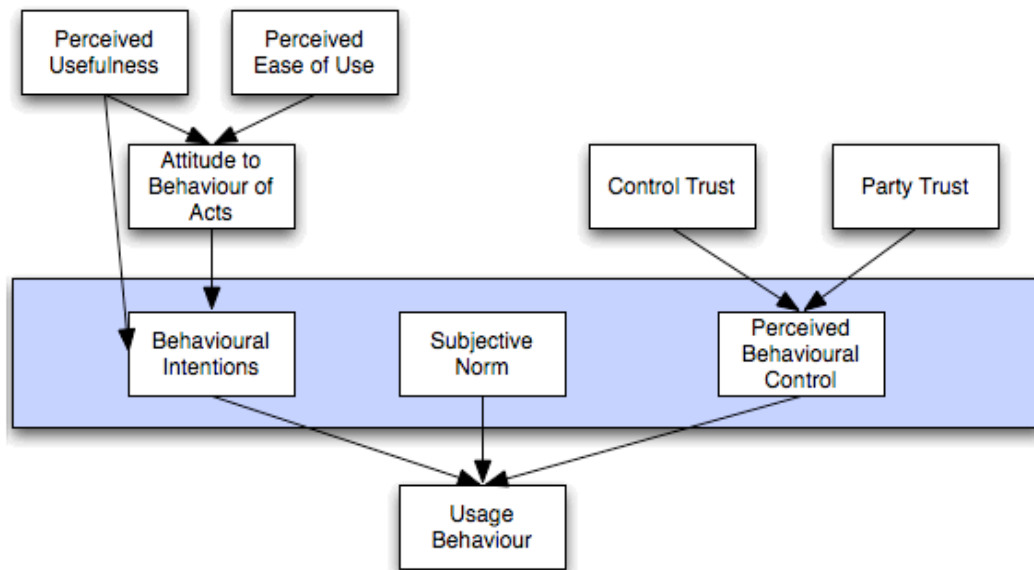 Perceived
Usefulness
Perceived
Ease of Use
Attitude to
Behaviour of
Acts
Control Trust
Party Trust
Behavioural
Intentions
Subjective
Norm
Perceived
Behavioural
Control
Usage
Behaviour